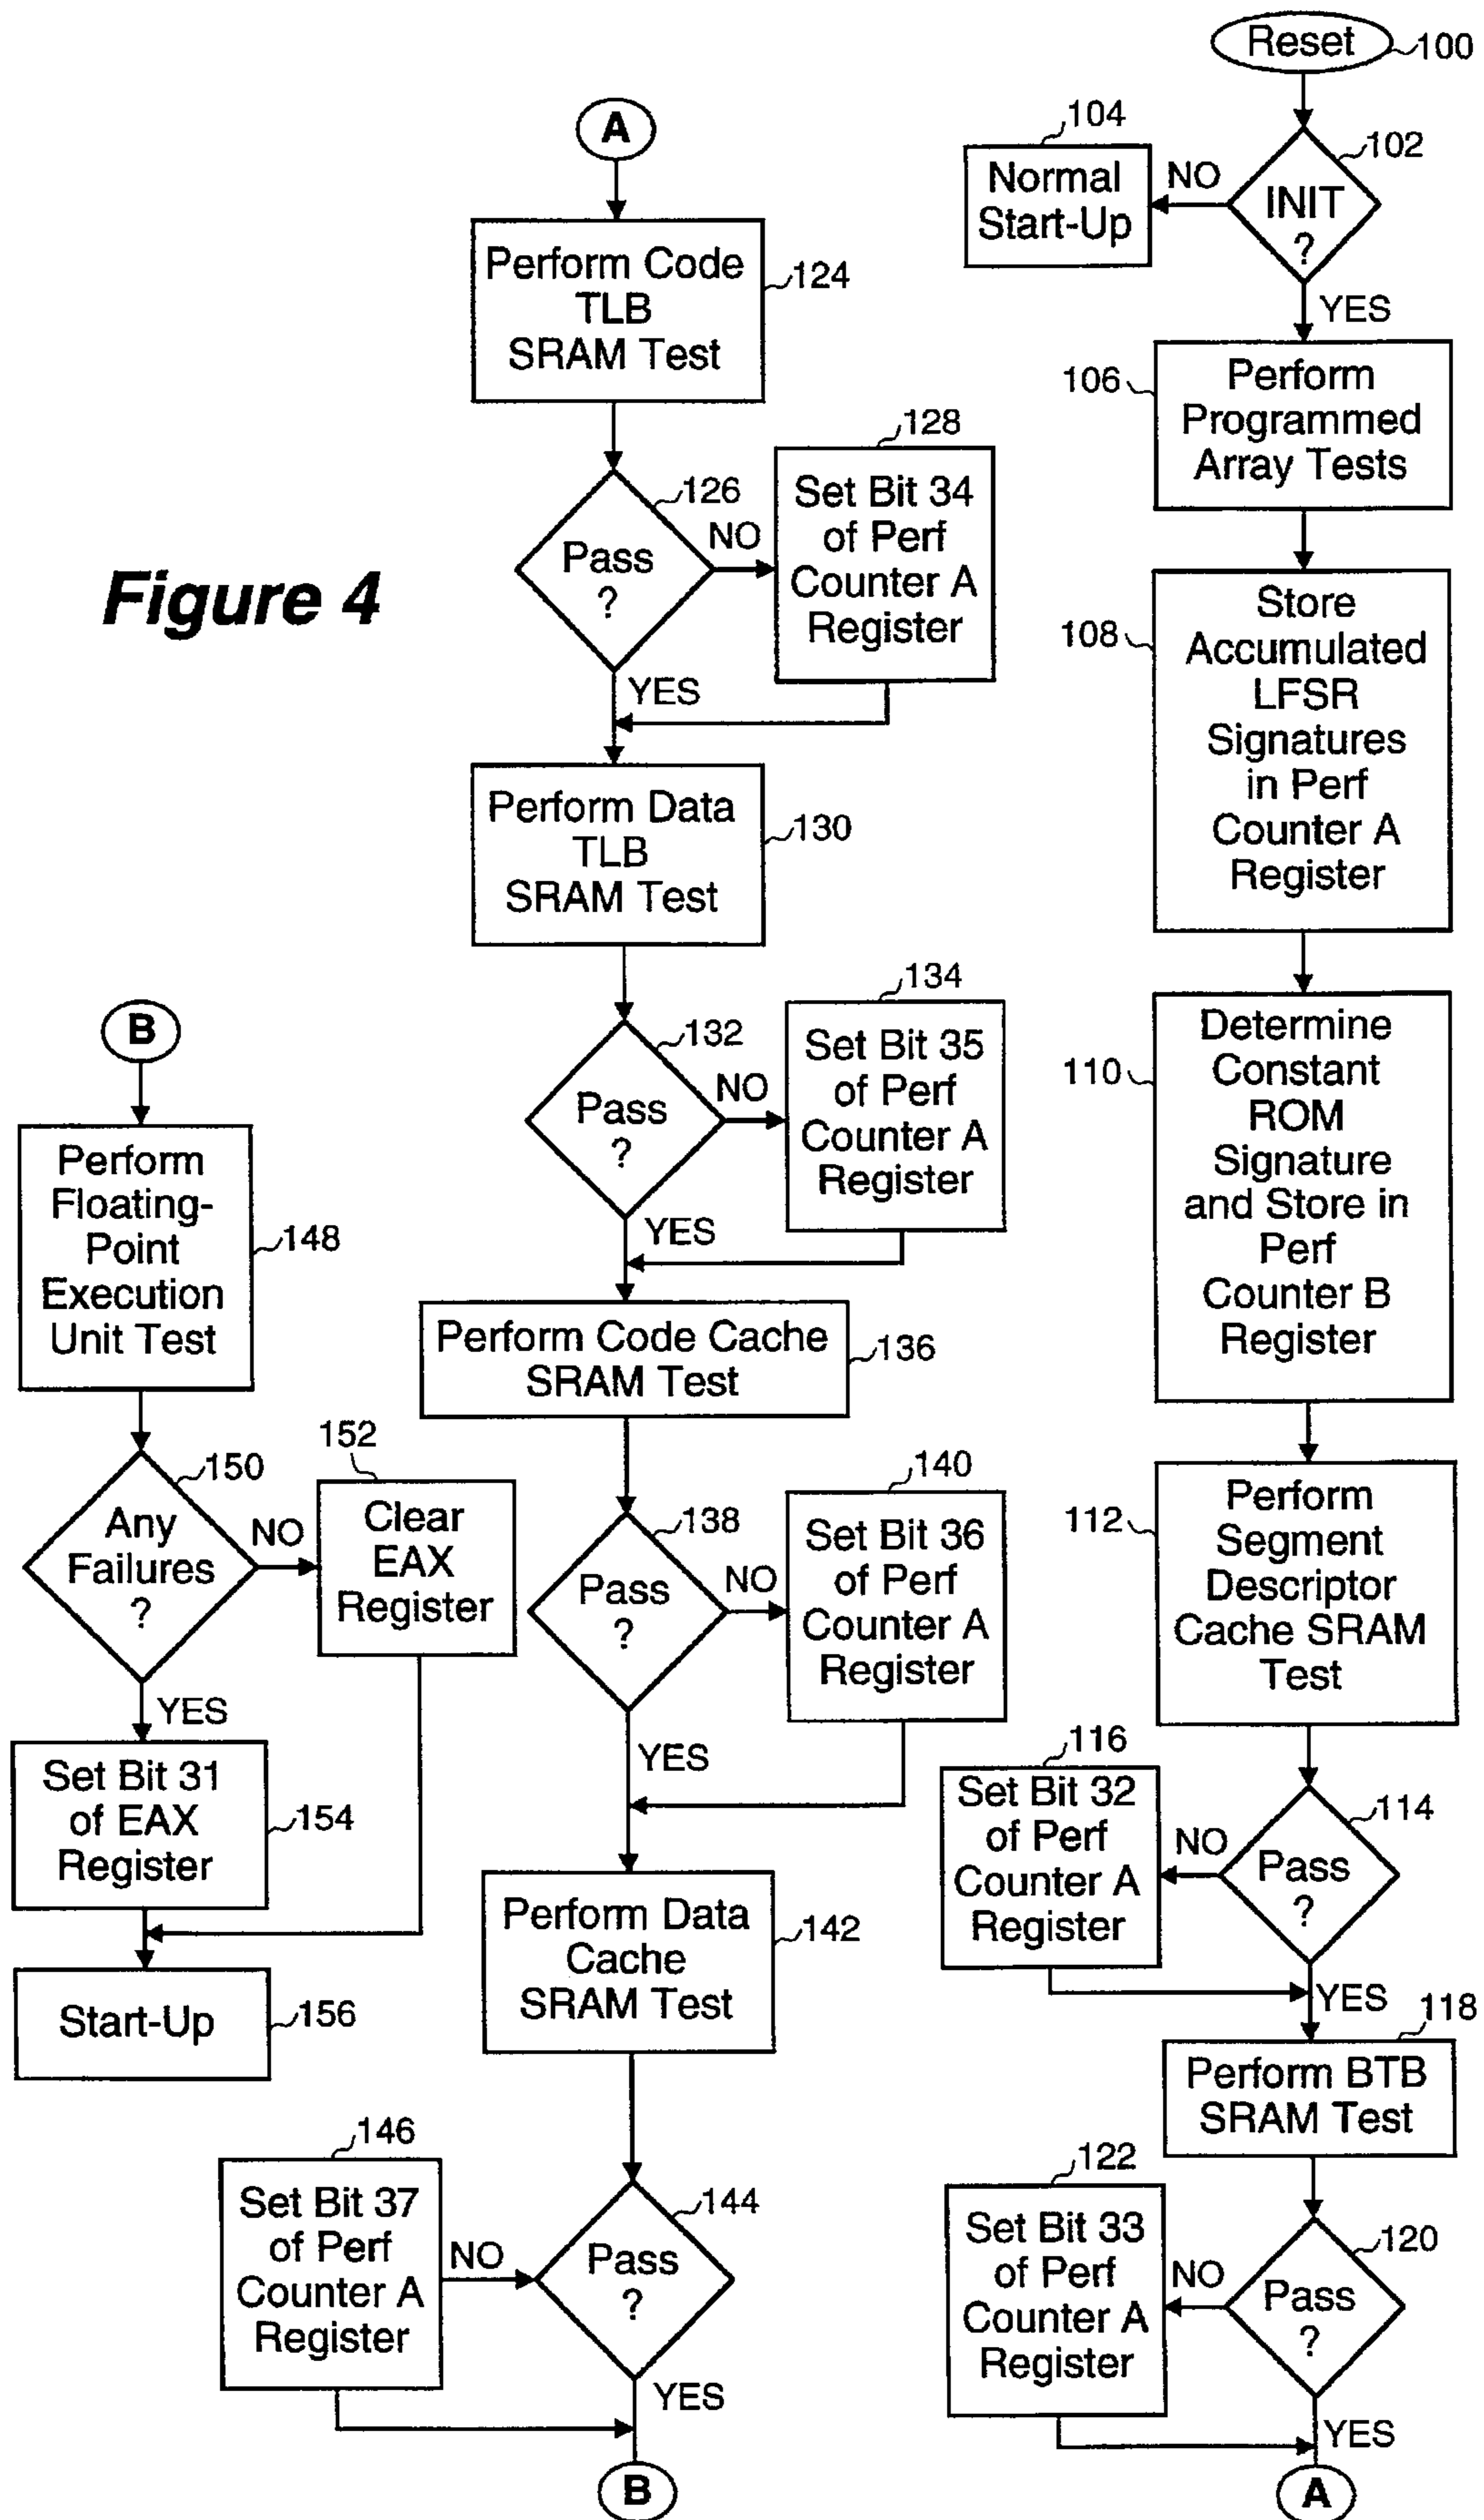 Reset
100
INIT
?
102
NO
104
Normal
Start-Up
YES
106
Perform
Programmed
Array Tests
108
Store
Accumulated
LFSR
Signatures
in Perf
Counter A
Register
110
Determine
Constant
ROM
Signature
and Store in
Perf
Counter B
Register
112
Perform
Segment
Descriptor
Cache SRAM
Test
114
Pass
?
NO
116
Set Bit 32
of Perf
Counter A
Register
YES
118
Perform BTB
SRAM Test
120
Pass
?
NO
122
Set Bit 33
of Perf
Counter A
Register
YES
A
A
Perform Code
TLB
SRAM Test
124
126
Pass
?
NO
128
Set Bit 34
of Perf
Counter A
Register
YES
Perform Data
TLB
SRAM Test
130
132
Pass
?
NO
134
Set Bit 35
of Perf
Counter A
Register
YES
Perform Code Cache
SRAM Test
136
138
Pass
?
NO
140
Set Bit 36
of Perf
Counter A
Register
YES
Perform Data
Cache
SRAM Test
142
144
Pass
?
NO
146
Set Bit 37
of Perf
Counter A
Register
YES
B
Figure 4
B
Perform
Floating-
Point
Execution
Unit Test
148
150
Any
Failures
?
NO
152
Clear
EAX
Register
YES
Set Bit 31
of EAX
Register
154
Start-Up
156